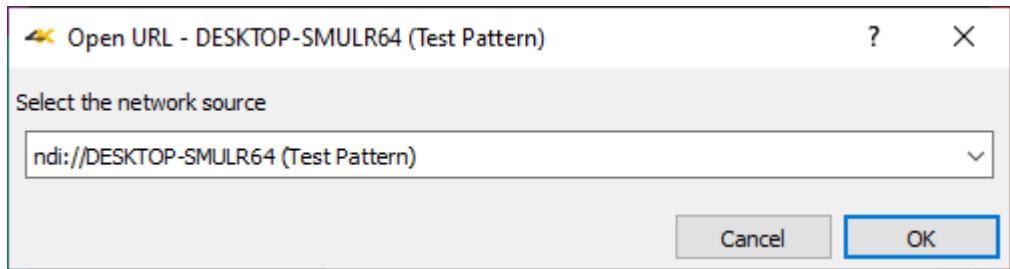 4K Open URL - DESKTOP-SMULR64 (Test Pattern) ?
Select the network source
ndi://DESKTOP-SMULR64 (Test Pattern)
Cancel OK